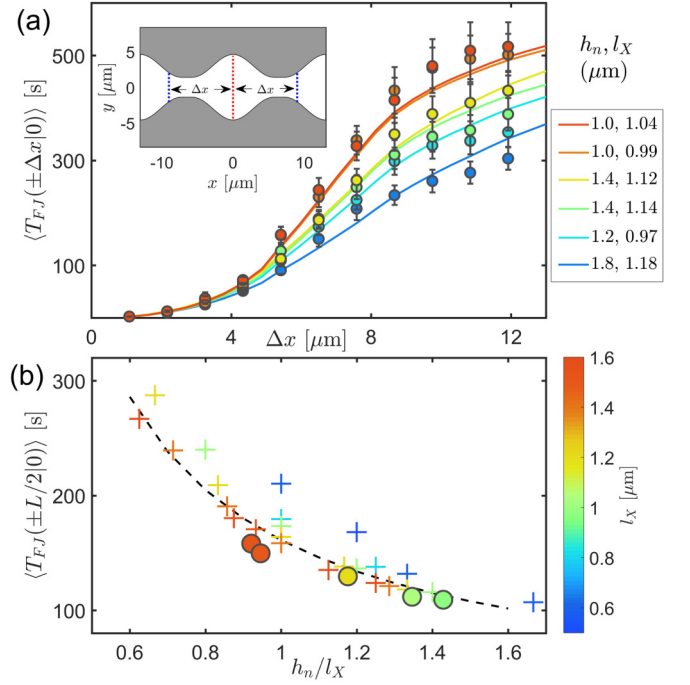 (a)
500
300
100
⟨T_FJ(±Δx|0)⟩ [s]
5
0
-5
y [μm]
Δx
Δx
-10
0
10
x [μm]
0
4
8
12
Δx [μm]
h_n, l_X
(μm)
1.0, 1.04
1.0, 0.99
1.4, 1.12
1.4, 1.14
1.2, 0.97
1.8, 1.18
(b)
300
200
100
⟨T_FJ(±L/2|0)⟩ [s]
0.6
0.8
1
1.2
1.4
1.6
h_n/l_X
1.6
1.4
1.2
1
0.8
0.6
l_X [μm]